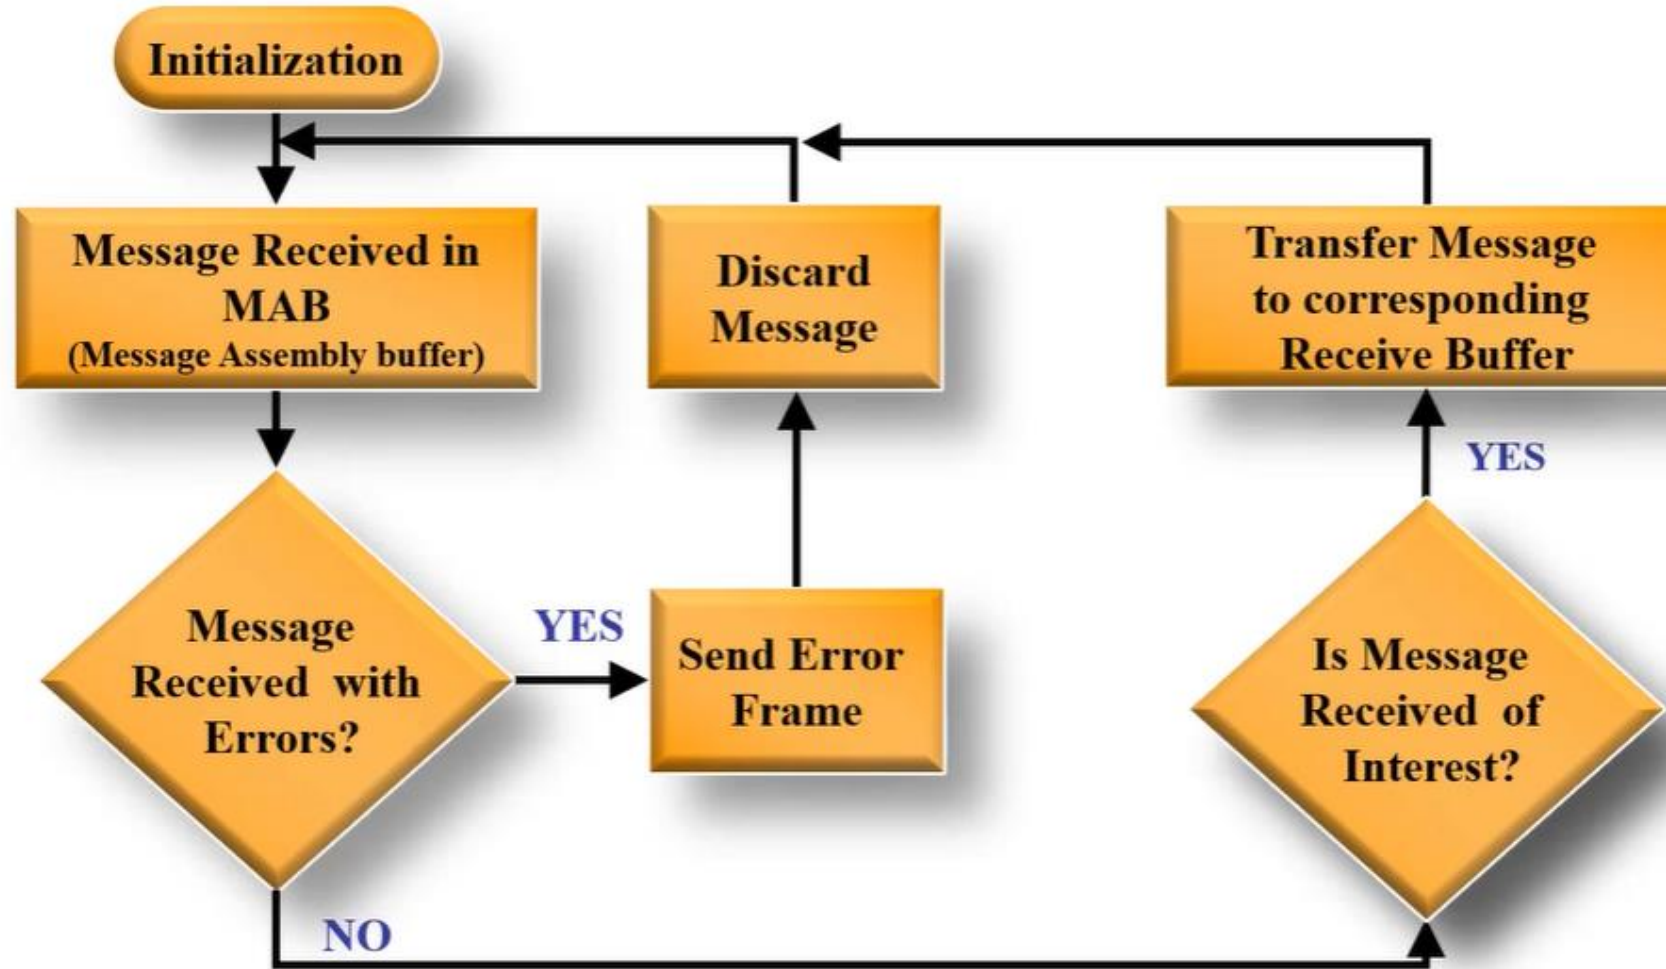 Initialization
Message Received in
MAB
(Message Assembly buffer)
Discard
Message
Transfer Message
to corresponding
Receive Buffer
YES
Message
Received with
Errors?
YES
Send Error
Frame
Is Message
Received of
Interest?
NO